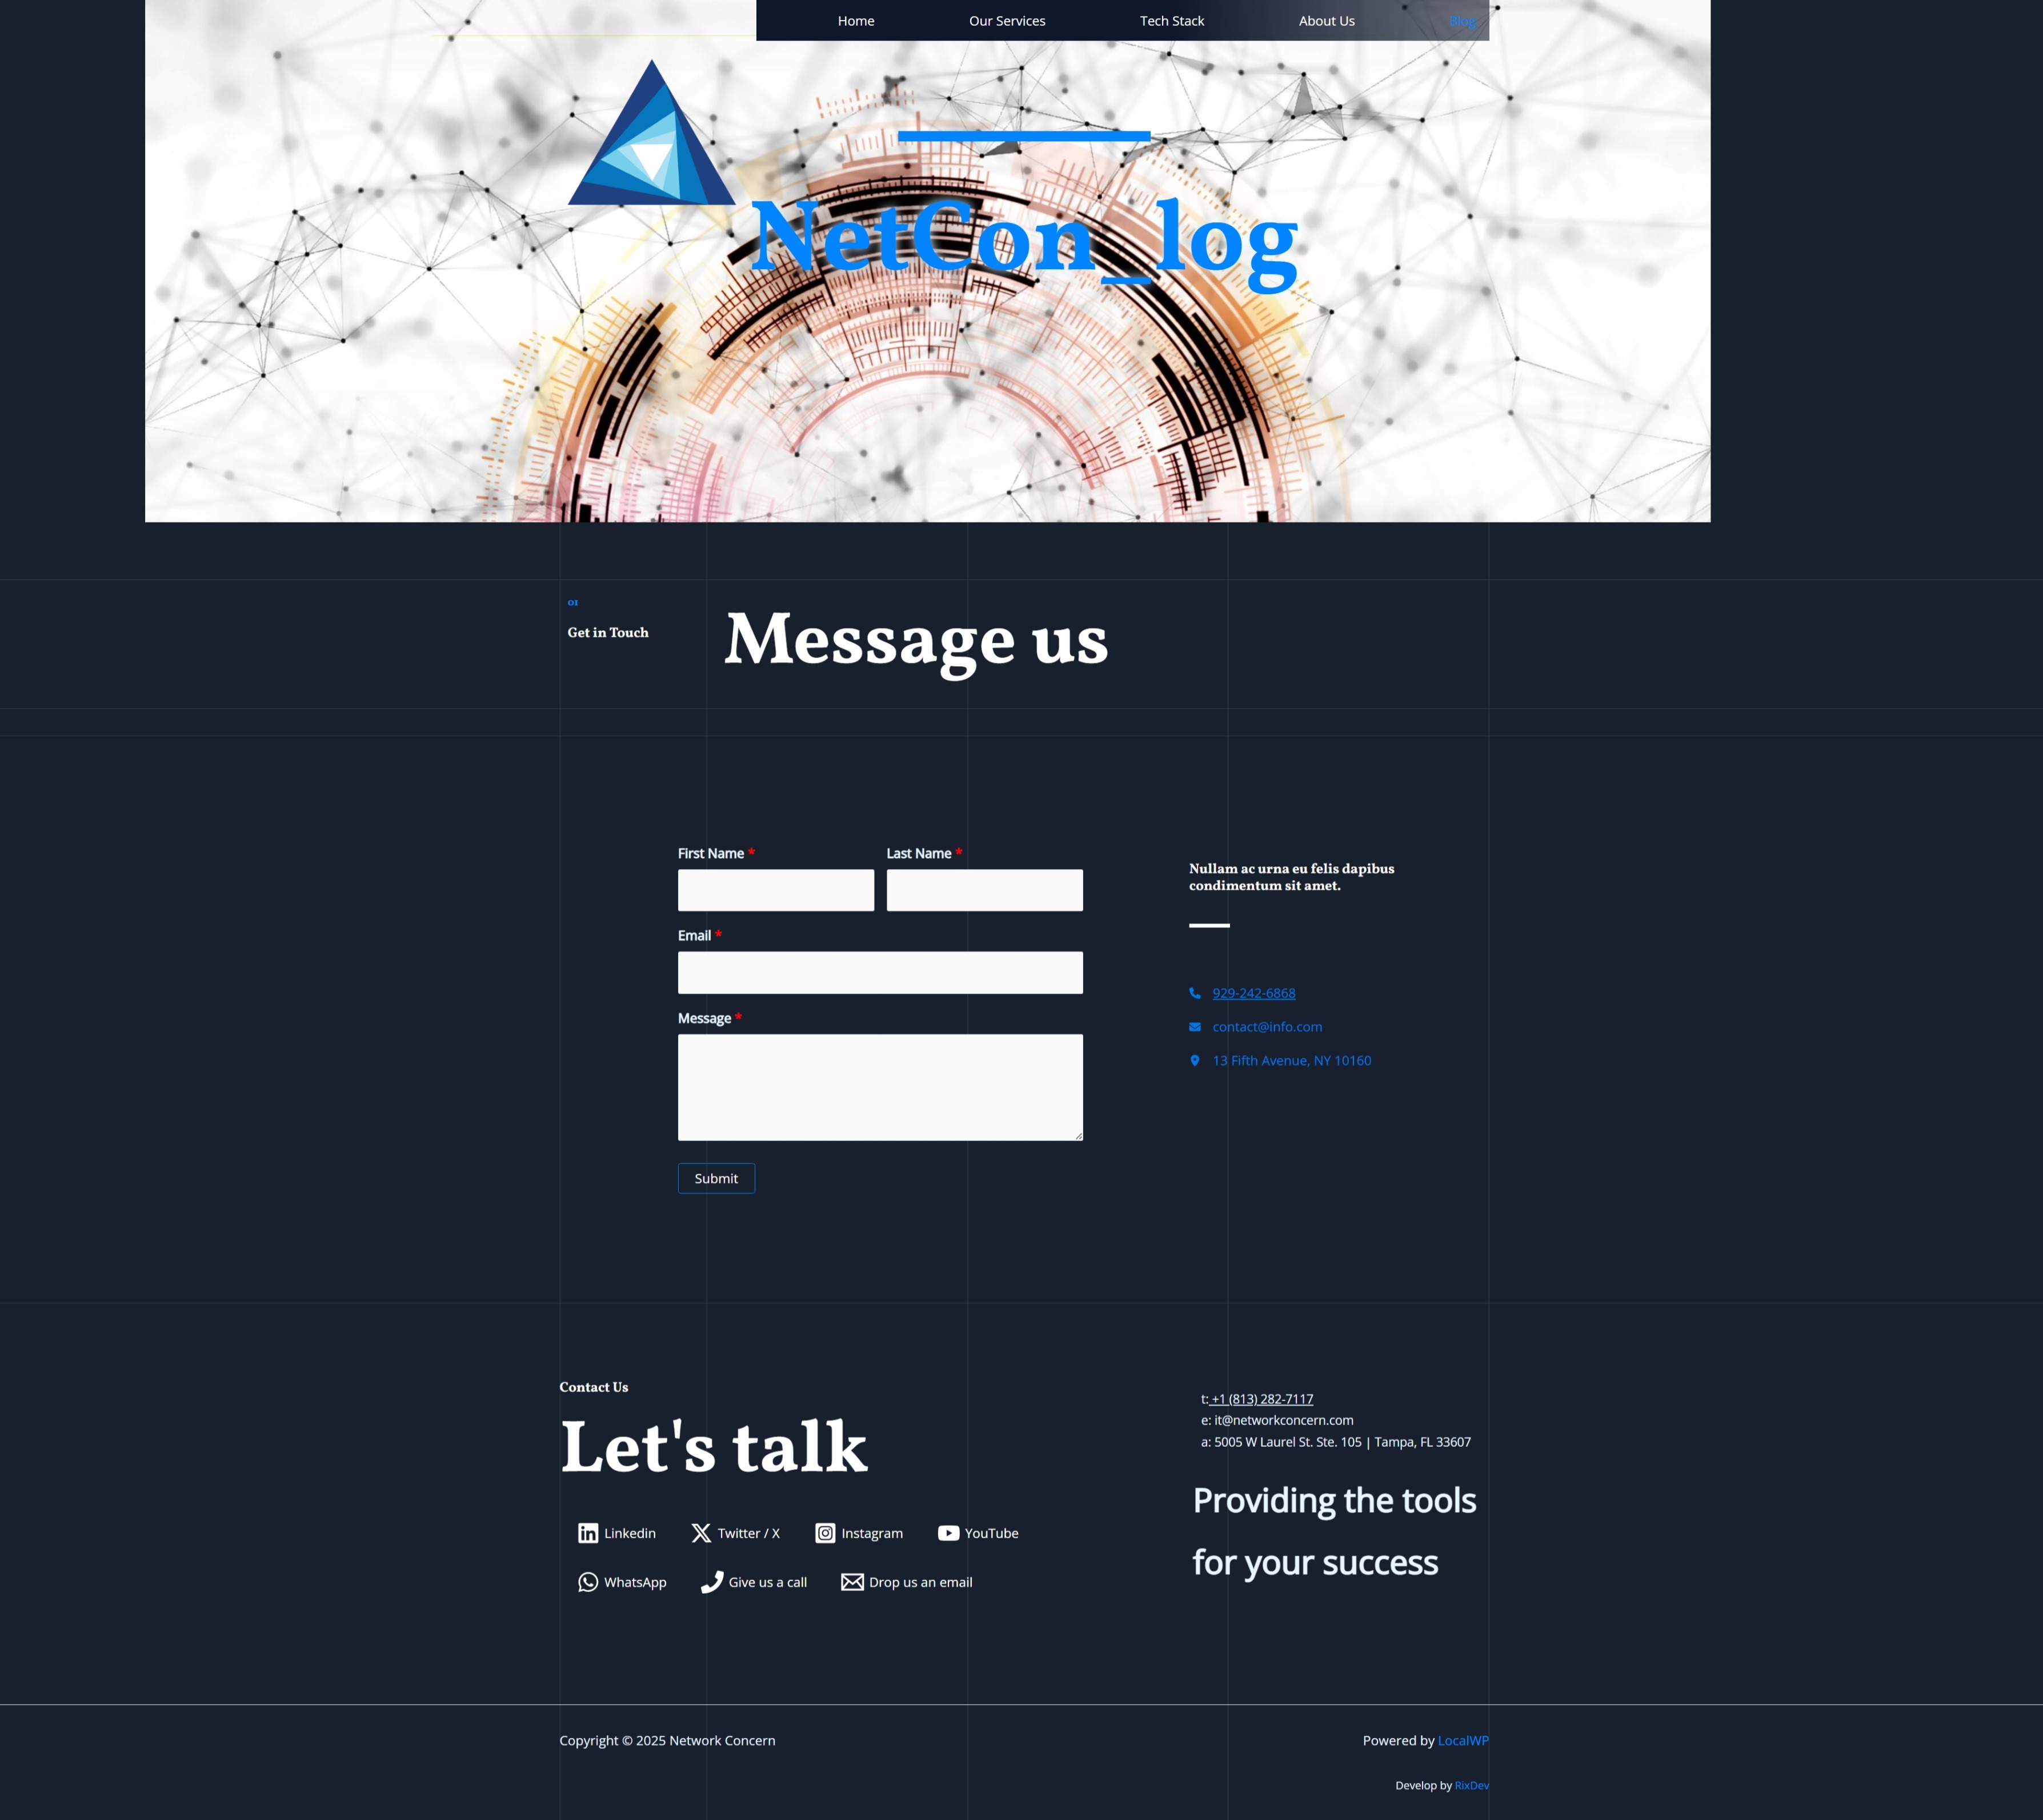 Home Our Services Tech Stack About Us Blog
NetCon_log
01
Get in Touch
Message us
First Name * Last Name *
Email *
Message *
Submit
Nullam ac urna eu felis dapibus
condimentum sit amet.
929-242-6868
contact@info.com
13 Fifth Avenue, NY 10160
Contact Us
Let's talk
Linkedin Twitter / X Instagram YouTube
WhatsApp Give us a call Drop us an email
t: +1 (813) 282-7117
e: it@networkconcern.com
a: 5005 W Laurel St. Ste. 105 | Tampa, FL 33607
Providing the tools
for your success
Copyright © 2025 Network Concern
Powered by LocalWP
Develop by RixDev